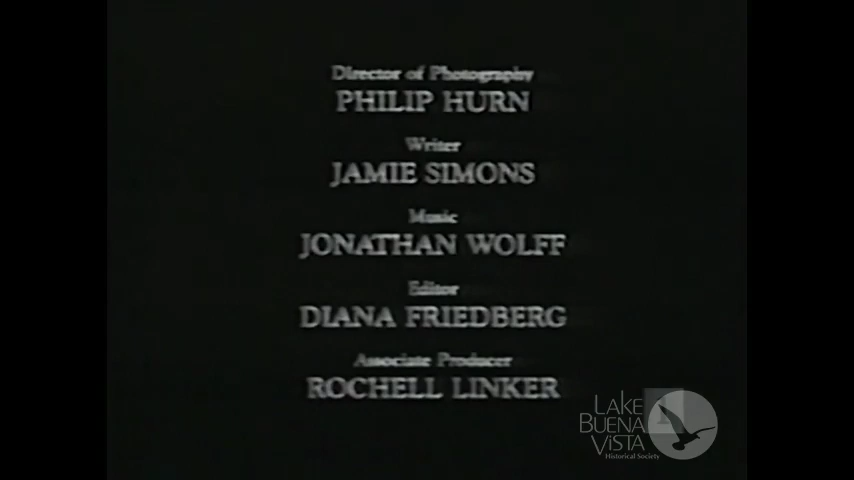 Director of Photography
PHILIP HURN
Writer
JAMIE SIMONS
Music
JONATHAN WOLFF
Editor
DIANA FRIEDBERG
Associate Producer
ROCHELL LINKER
LAKE
BUENA
VISTA
Historical Society